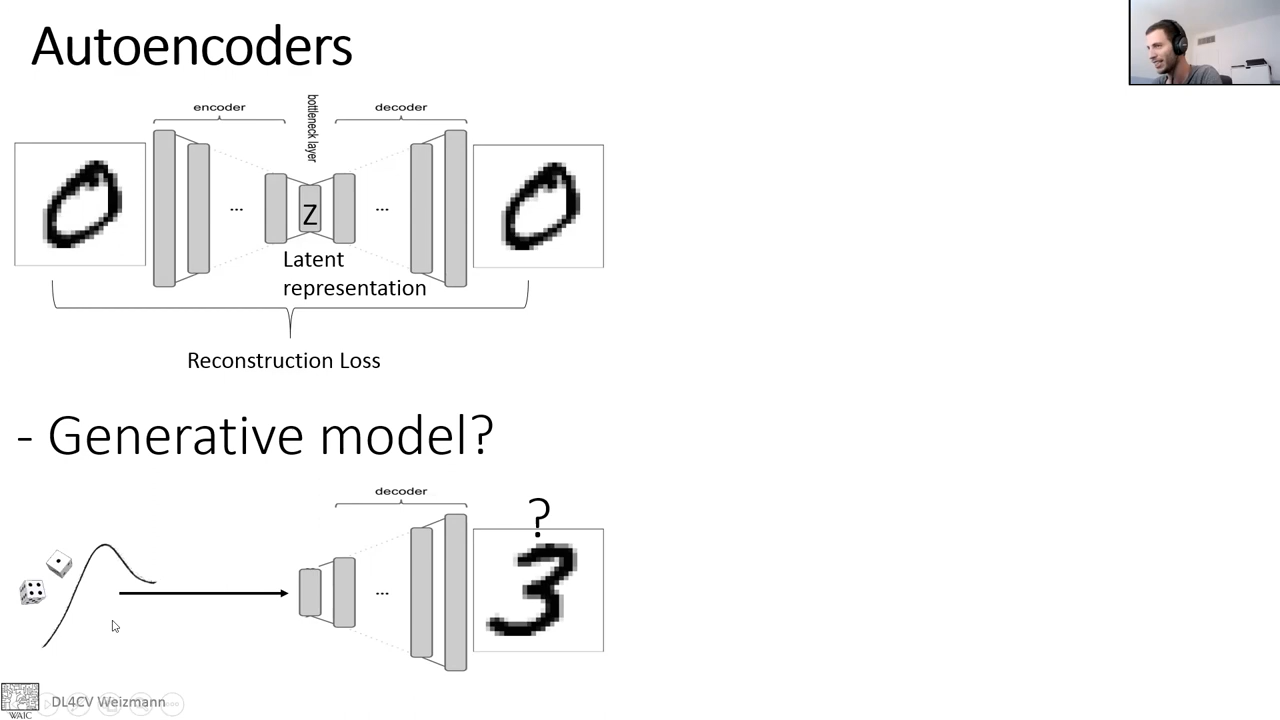 Autoencoders
encoder
bottleneck layer
decoder
...
Z
...
Latent
representation
Reconstruction Loss
- Generative model?
decoder
?
...
DL4CV Weizmann
WAIC